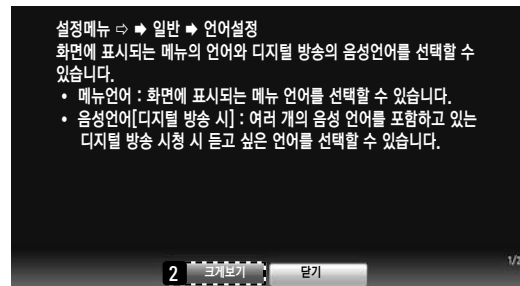 설정메뉴 ⇨ ➡ 일반 ➡ 언어설정
화면에 표시되는 메뉴의 언어와 디지털 방송의 음성언어를 선택할 수
있습니다.
• 메뉴언어 : 화면에 표시되는 메뉴 언어를 선택할 수 있습니다.
• 음성언어[디지털 방송 시] : 여러 개의 음성 언어를 포함하고 있는
디지털 방송 시청 시 듣고 싶은 언어를 선택할 수 있습니다.
1/2
2 크게보기 닫기